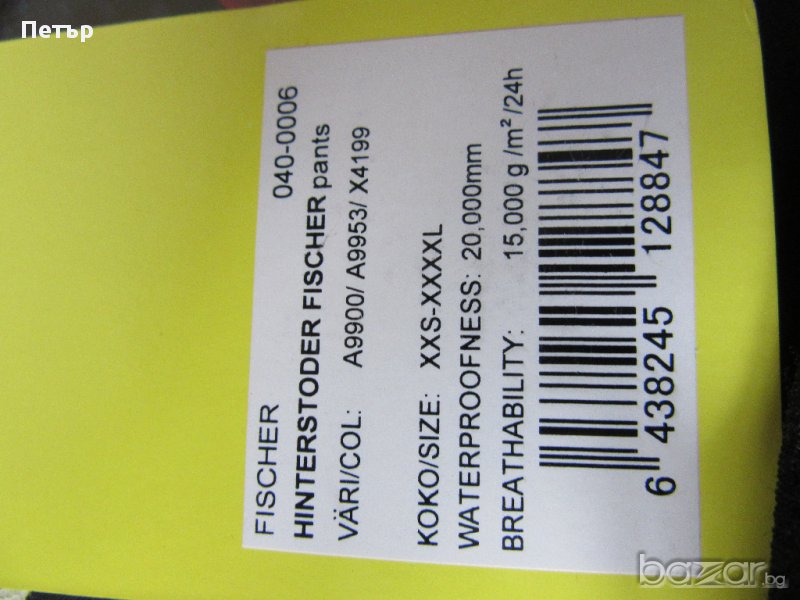 Петър
FISCHER 040-0006
HINTERSTODER FISCHER pants
VÄRI/COL: A9900/ A9953/ X4199
KOKO/SIZE: XXS-XXXXL
WATERPROOFNESS: 20,000mm
BREATHABILITY: 15,000 g /m² /24h
6 438245 128847
bazar.bg